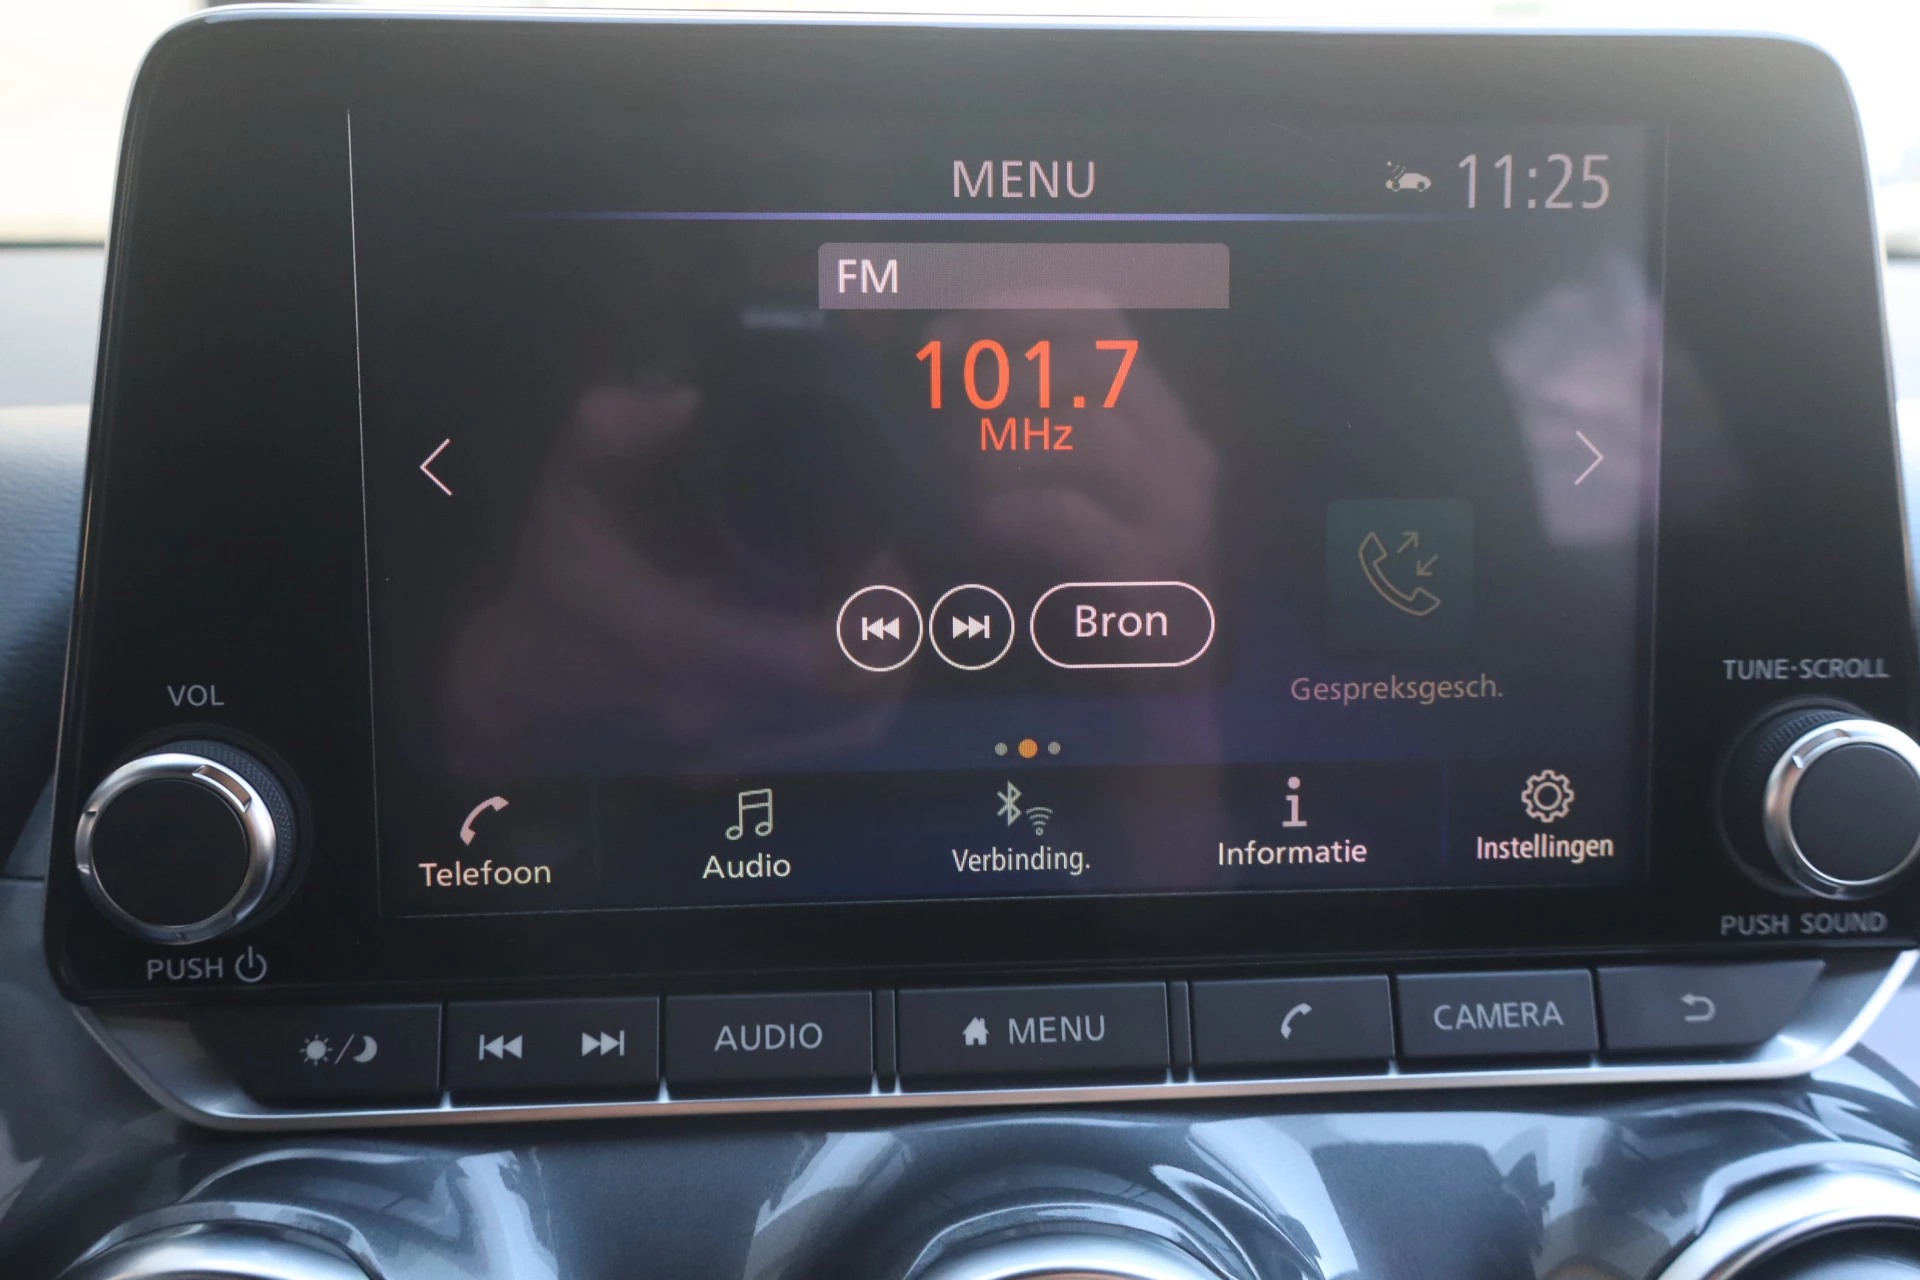 MENU
11:25
FM
101.7
MHz
Bron
Gespreksgesch.
Telefoon
Audio
Verbinding.
Informatie
Instellingen
VOL
PUSH
TUNE·SCROLL
PUSH SOUND
AUDIO
MENU
CAMERA